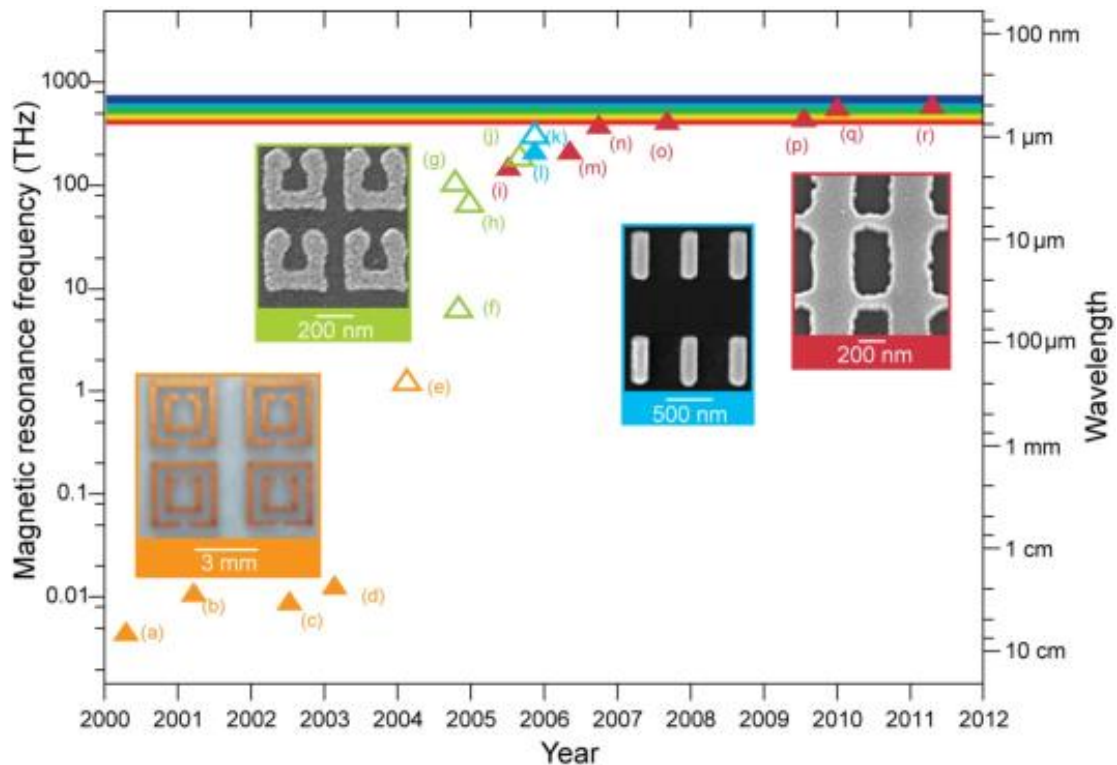 Magnetic resonance frequency (THz)
1000
100
10
1
0.1
0.01
100 nm
1 µm
10 µm
100 µm
1 mm
1 cm
10 cm
Wavelength
200 nm
3 mm
500 nm
200 nm
(a)
(b)
(c)
(d)
(e)
(f)
(g)
(h)
(i)
(j)
(k)
(l)
(m)
(n)
(o)
(p)
(q)
(r)
2000 2001 2002 2003 2004 2005 2006 2007 2008 2009 2010 2011 2012
Year